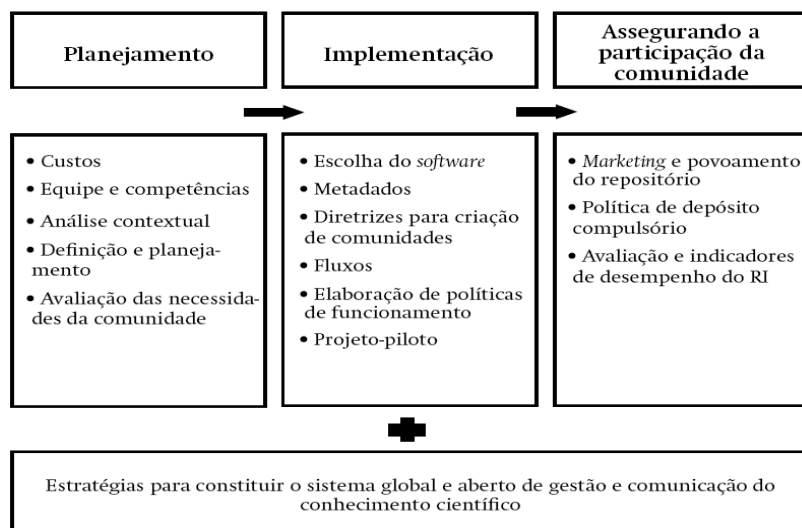 Planejamento
Implementação
Assegurando a
participação da
comunidade
• Custos
• Equipe e competências
• Análise contextual
• Definição e planeja-
mento
• Avaliação das necessida-
des da comunidade
• Escolha do software
• Metadados
• Diretrizes para criação
de comunidades
• Fluxos
• Elaboração de políticas
de funcionamento
• Projeto-piloto
• Marketing e povoamento
do repositório
• Política de depósito
compulsório
• Avaliação e indicadores
de desempenho do RI
Estratégias para constituir o sistema global e aberto de gestão e comunicação do
conhecimento científico